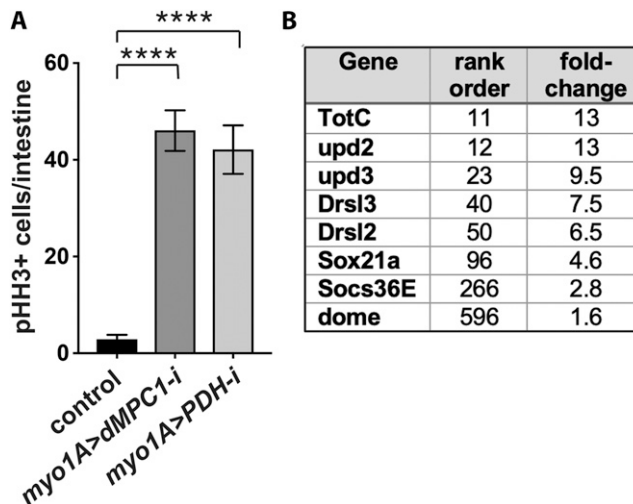 A
B
****
****
60
40
20
0
pHH3+ cells/intestine
control
myo1A>dMPC1-i
myo1A>PDH-i
Gene rank order fold-change
TotC 11 13
upd2 12 13
upd3 23 9.5
Drsl3 40 7.5
Drsl2 50 6.5
Sox21a 96 4.6
Socs36E 266 2.8
dome 596 1.6